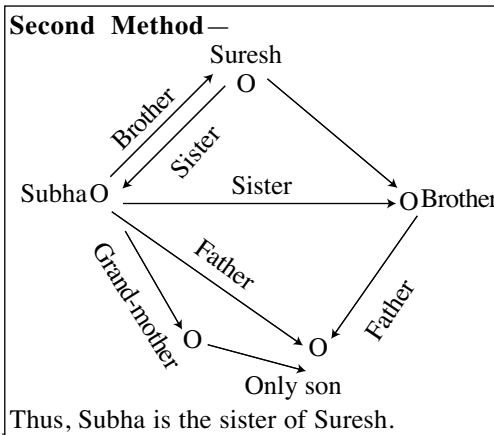 Second Method—
Suresh
O
Brother
Sister
Subha O
Sister
O Brother
Father
Grand-mother
Father
O
O
Only son
Thus, Subha is the sister of Suresh.